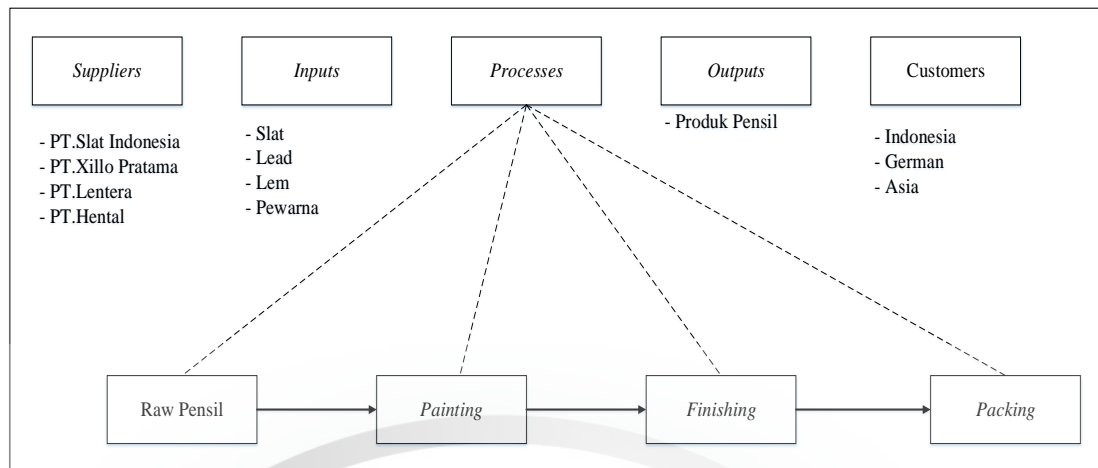 Suppliers
Inputs
Processes
Outputs
Customers
- PT.Slat Indonesia
- PT.Xillo Pratama
- PT.Lentera
- PT.Hental
- Slat
- Lead
- Lem
- Pewarna
- Produk Pensil
- Indonesia
- German
- Asia
Raw Pensil
Painting
Finishing
Packing